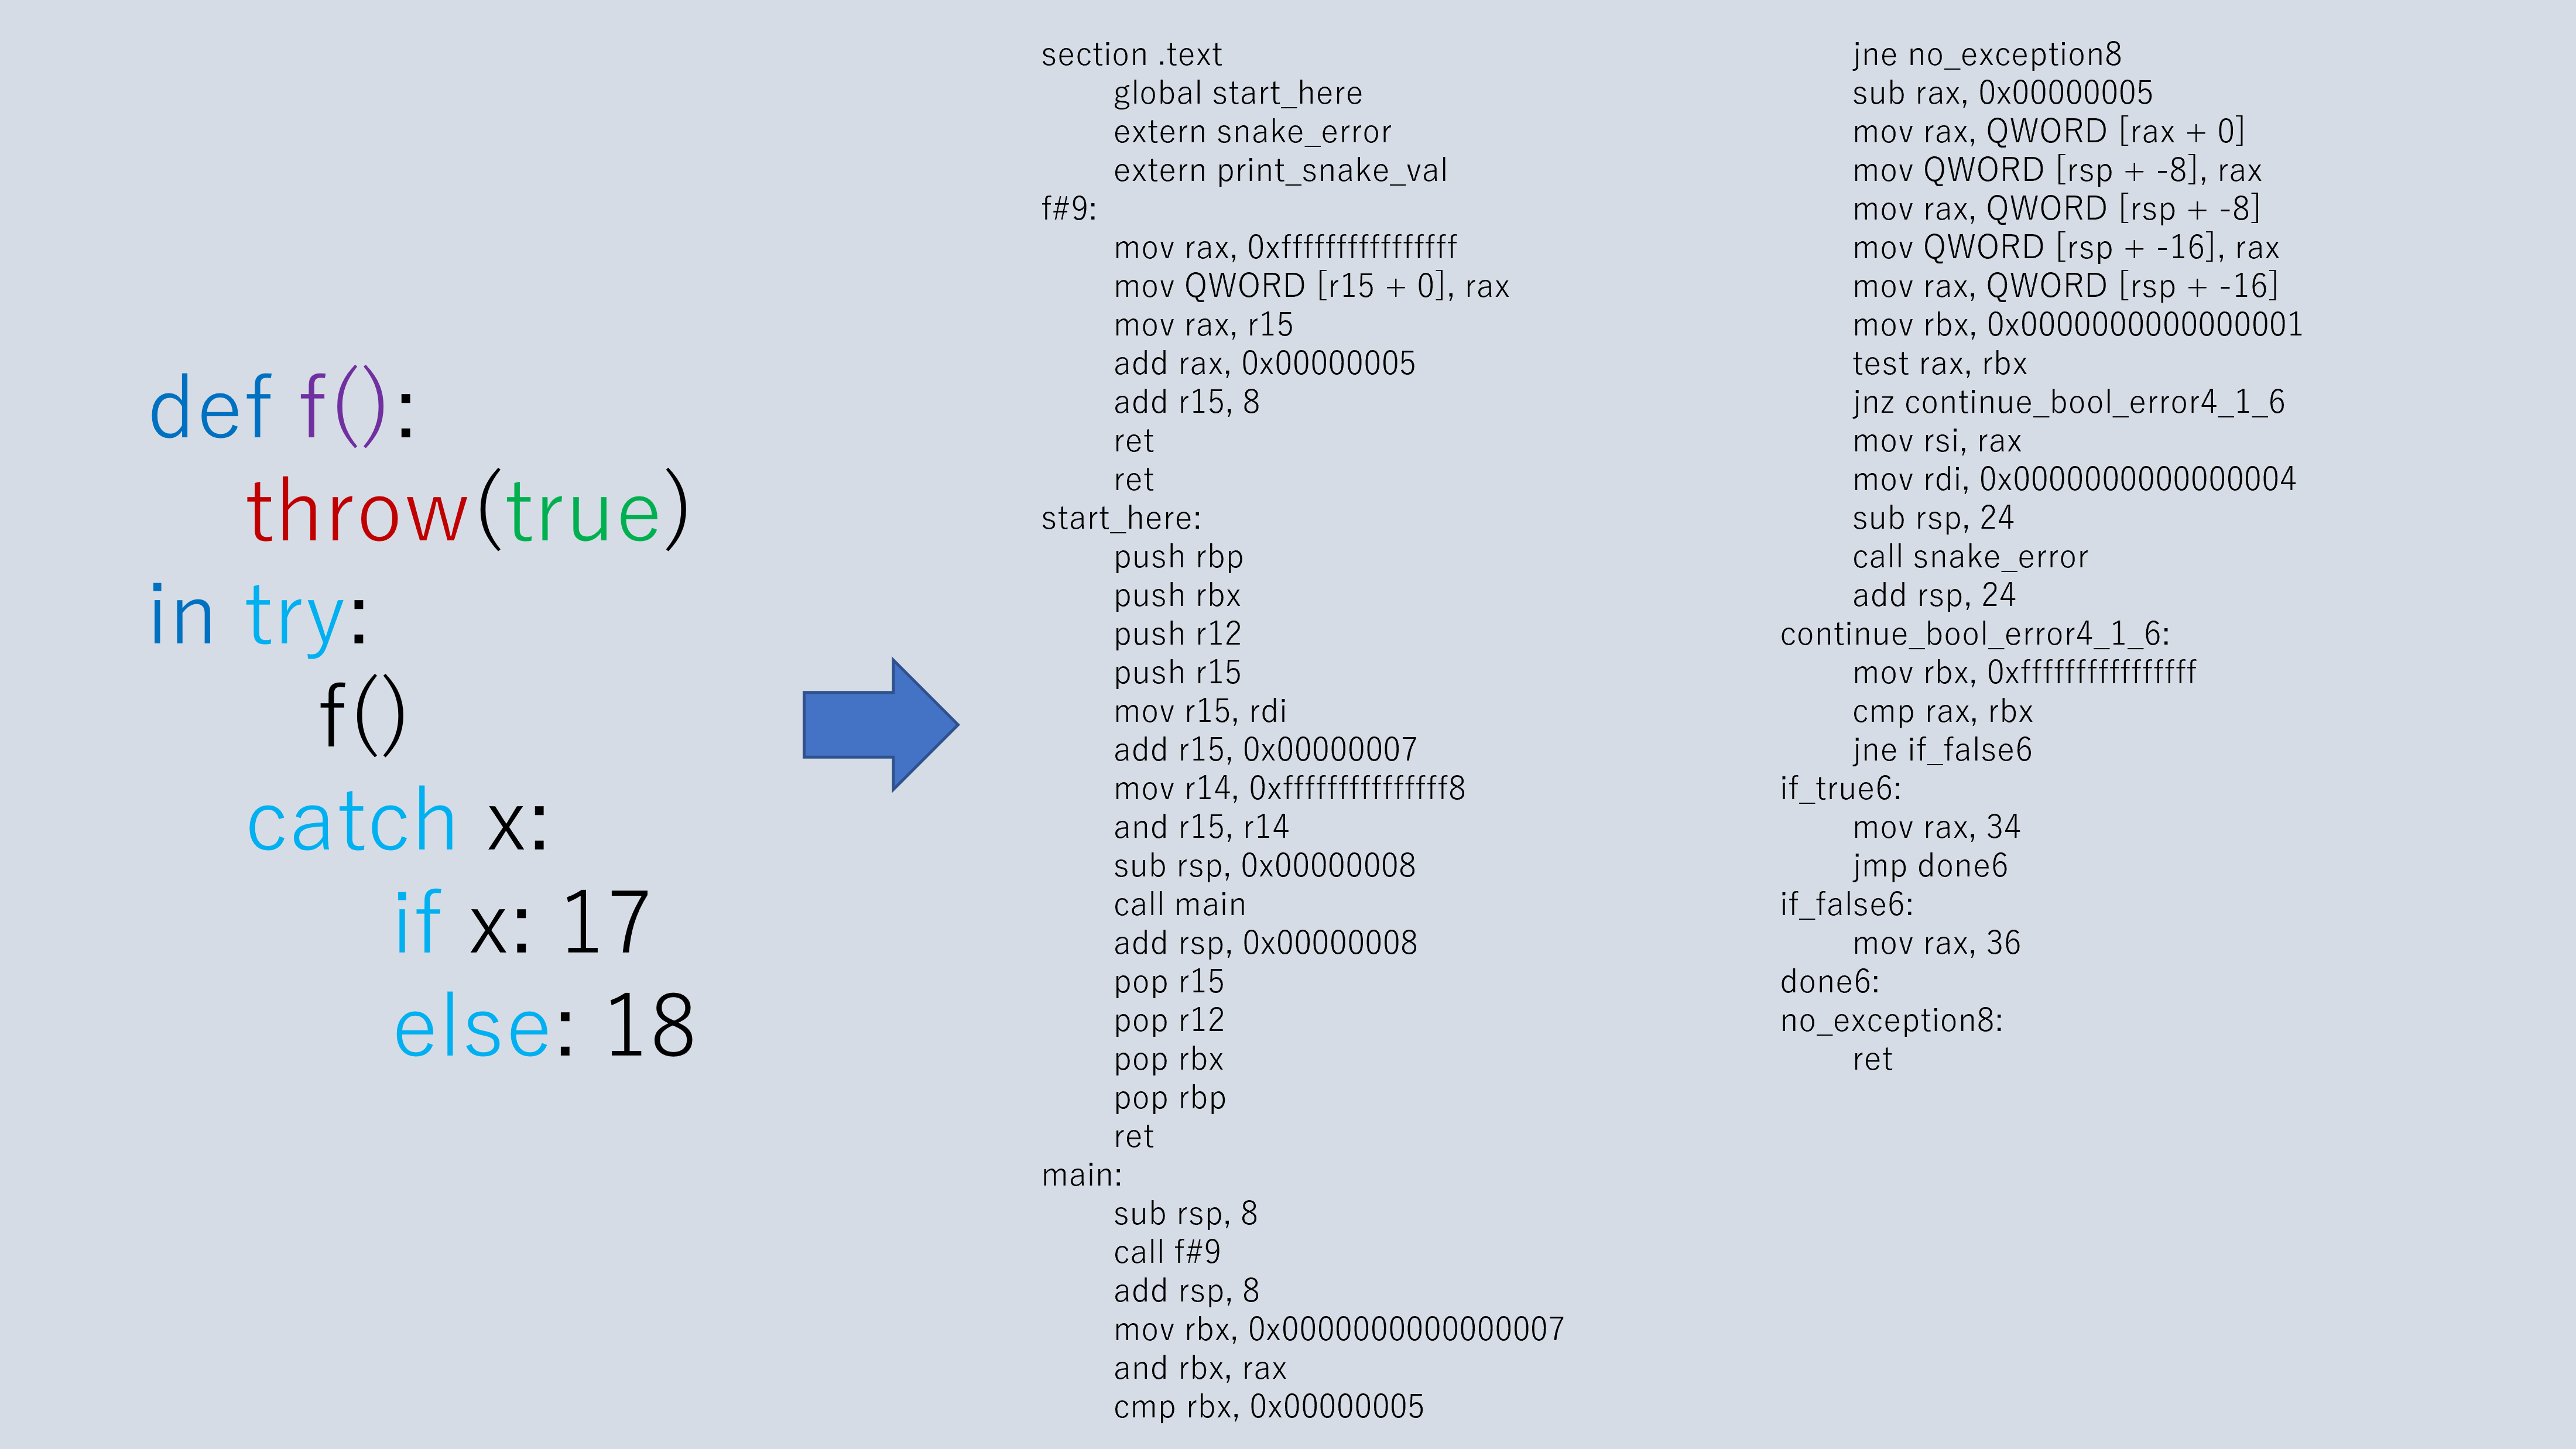 def f():
throw(true)
in try:
f()
catch x:
if x: 17
else: 18
section .text
global start_here
extern snake_error
extern print_snake_val
f#9:
mov rax, 0xffffffffffffffff
mov QWORD [r15 + 0], rax
mov rax, r15
add rax, 0x00000005
add r15, 8
ret
ret
start_here:
push rbp
push rbx
push r12
push r15
mov r15, rdi
add r15, 0x00000007
mov r14, 0xfffffffffffffff8
and r15, r14
sub rsp, 0x00000008
call main
add rsp, 0x00000008
pop r15
pop r12
pop rbx
pop rbp
ret
main:
sub rsp, 8
call f#9
add rsp, 8
mov rbx, 0x0000000000000007
and rbx, rax
cmp rbx, 0x00000005
jne no_exception8
sub rax, 0x00000005
mov rax, QWORD [rax + 0]
mov QWORD [rsp + -8], rax
mov rax, QWORD [rsp + -8]
mov QWORD [rsp + -16], rax
mov rax, QWORD [rsp + -16]
mov rbx, 0x0000000000000001
test rax, rbx
jnz continue_bool_error4_1_6
mov rsi, rax
mov rdi, 0x0000000000000004
sub rsp, 24
call snake_error
add rsp, 24
continue_bool_error4_1_6:
mov rbx, 0xffffffffffffffff
cmp rax, rbx
jne if_false6
if_true6:
mov rax, 34
jmp done6
if_false6:
mov rax, 36
done6:
no_exception8:
ret